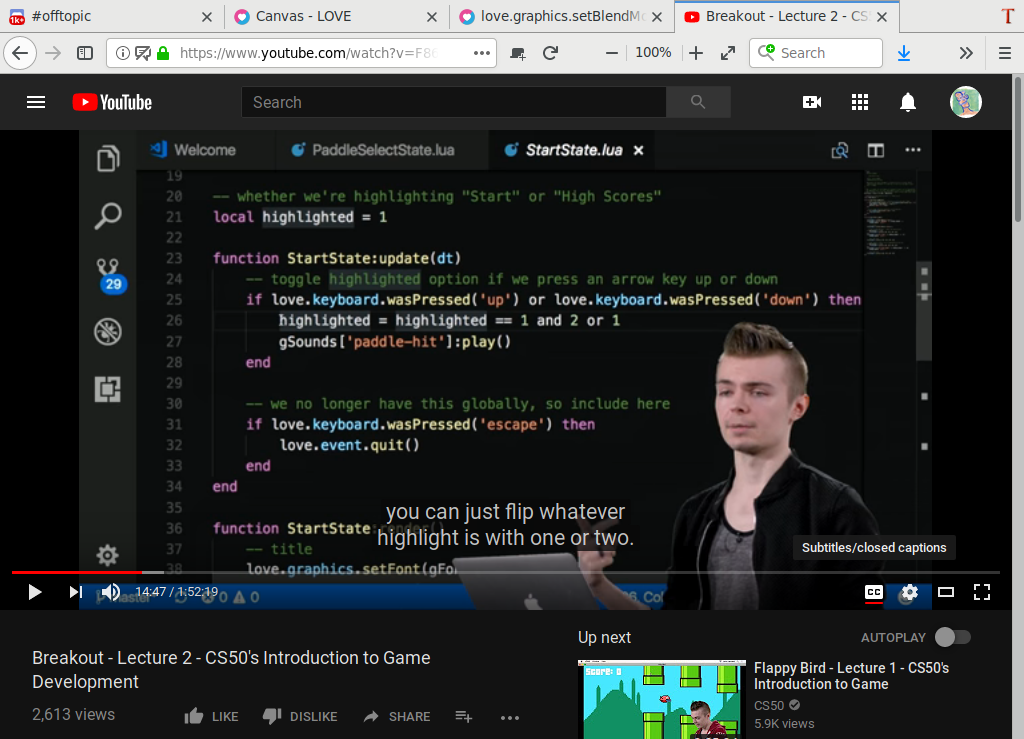 #offtopic
Canvas - LOVE
love.graphics.setBlendMo
Breakout - Lecture 2 - CS
T
https://www.youtube.com/watch?v=F86
100%
Search
YouTube
Search
Welcome
PaddleSelectState.lua
StartState.lua
19
20 -- whether we're highlighting "Start" or "High Scores"
21 local highlighted = 1
22
23 function StartState:update(dt)
24 -- toggle highlighted option if we press an arrow key up or down
25 if love.keyboard.wasPressed('up') or love.keyboard.wasPressed('down') then
26 highlighted = highlighted == 1 and 2 or 1
27 gSounds['paddle-hit']:play()
28 end
29
30 -- we no longer have this globally, so include here
31 if love.keyboard.wasPressed('escape') then
32 love.event.quit()
33 end
34 end
35
36 function StartState:render()
37 -- title
38 love.graphics.setFont(gFon
29
you can just flip whatever
highlight is with one or two.
Subtitles/closed captions
master 0 0
14:47 / 1:52:19
CC
Breakout - Lecture 2 - CS50's Introduction to Game
Development
2,613 views
LIKE
DISLIKE
SHARE
Up next
AUTOPLAY
Score: 0
Flappy Bird - Lecture 1 - CS50's
Introduction to Game
CS50
5.9K views